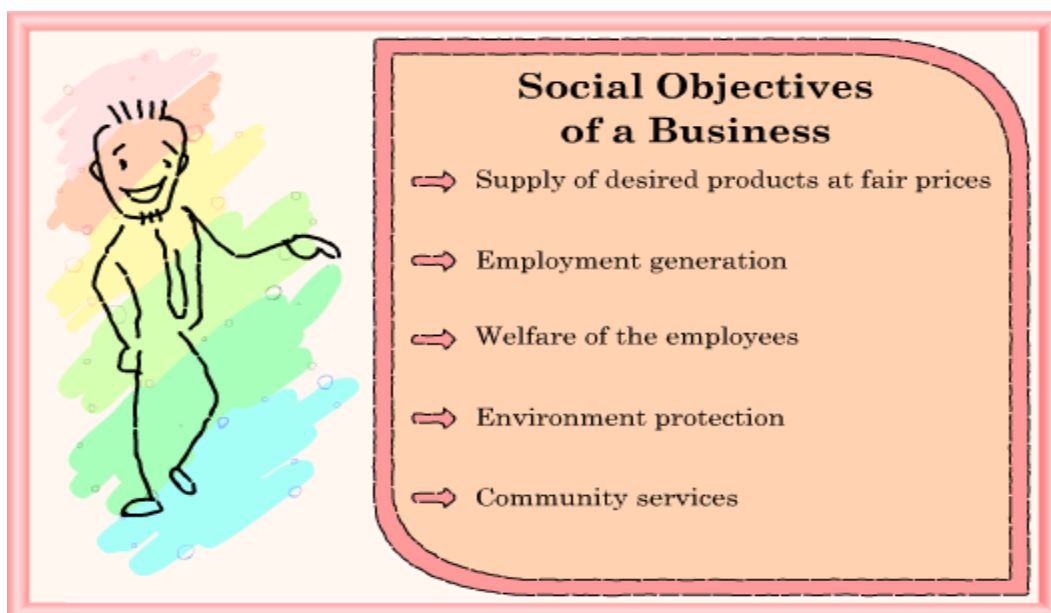 Social Objectives
of a Business
Supply of desired products at fair prices
Employment generation
Welfare of the employees
Environment protection
Community services